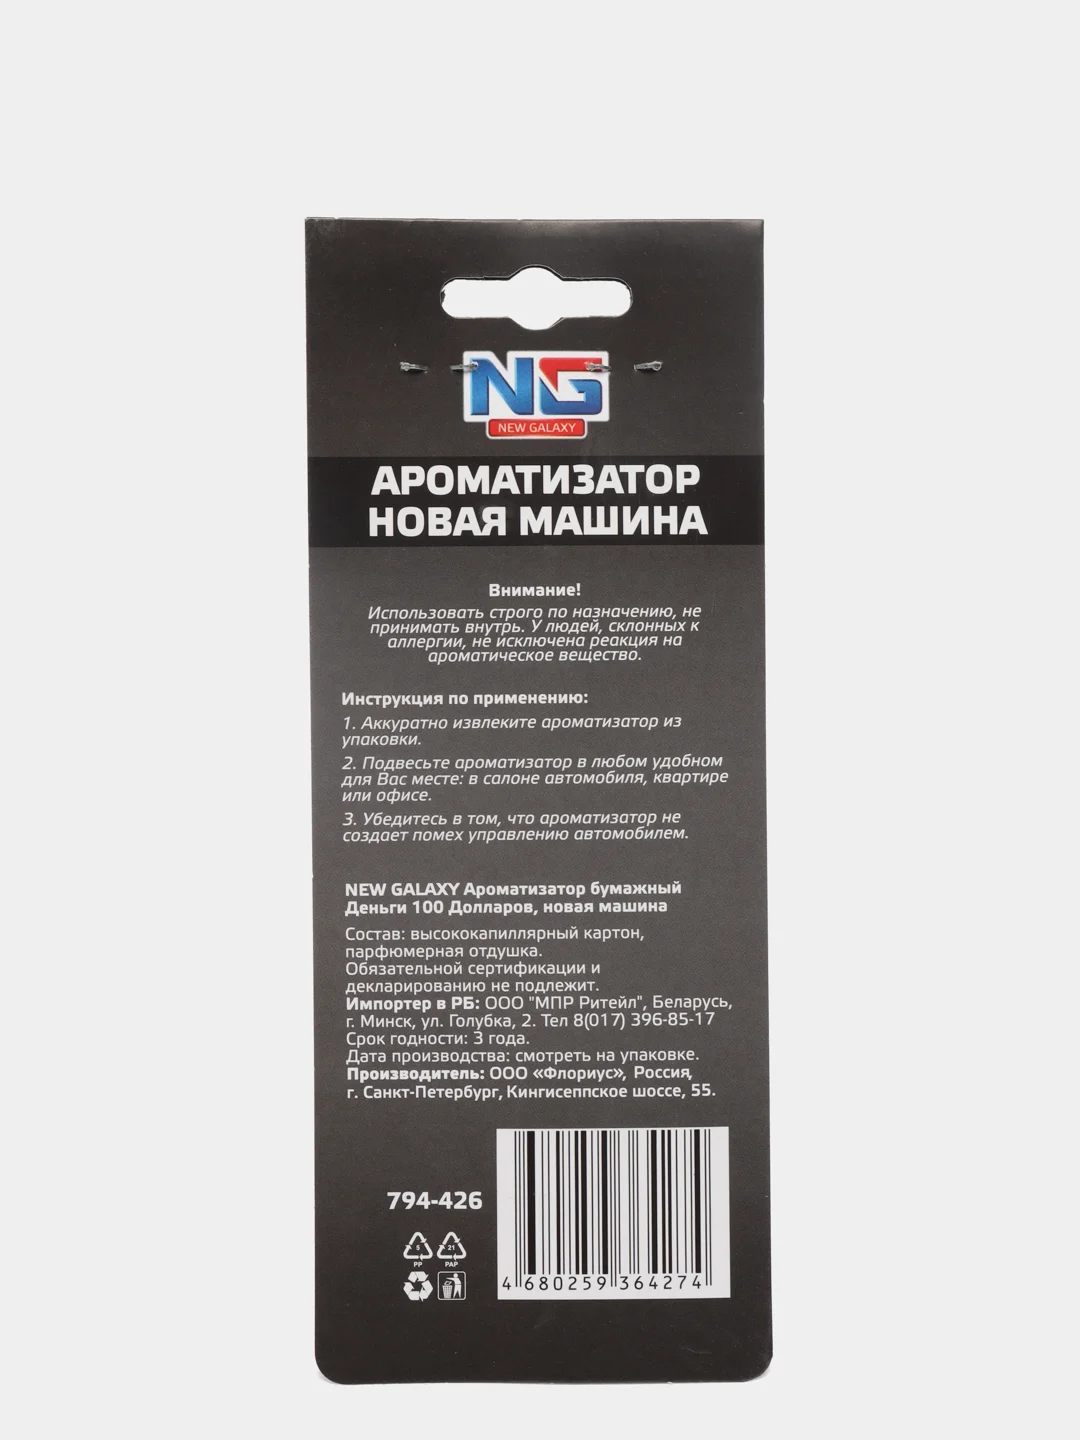 NG
NEW GALAXY
АРОМАТИЗАТОР
НОВАЯ МАШИНА
Внимание!
Использовать строго по назначению, не
принимать внутрь. У людей, склонных к
аллергии, не исключена реакция на
ароматическое вещество.
Инструкция по применению:
1. Аккуратно извлеките ароматизатор из
упаковки.
2. Подвесьте ароматизатор в любом удобном
для Вас месте: в салоне автомобиля, квартире
или офисе.
3. Убедитесь в том, что ароматизатор не
создает помех управлению автомобилем.
NEW GALAXY Ароматизатор бумажный
Деньги 100 Долларов, новая машина
Состав: высококапиллярный картон,
парфюмерная отдушка.
Обязательной сертификации и
декларированию не подлежит.
Импортер в РБ: ООО "МПР Ритейл", Беларусь,
г. Минск, ул. Голубка, 2. Тел 8(017) 396-85-17
Срок годности: 3 года.
Дата производства: смотреть на упаковке.
Производитель: ООО «Флориус», Россия,
г. Санкт-Петербург, Кингисеппское шоссе, 55.
794-426
5 21
PP PAP
4 680259 364274